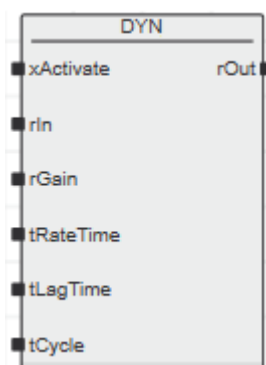 DYN
xActivate rOut
rIn
rGain
tRateTime
tLagTime
tCycle